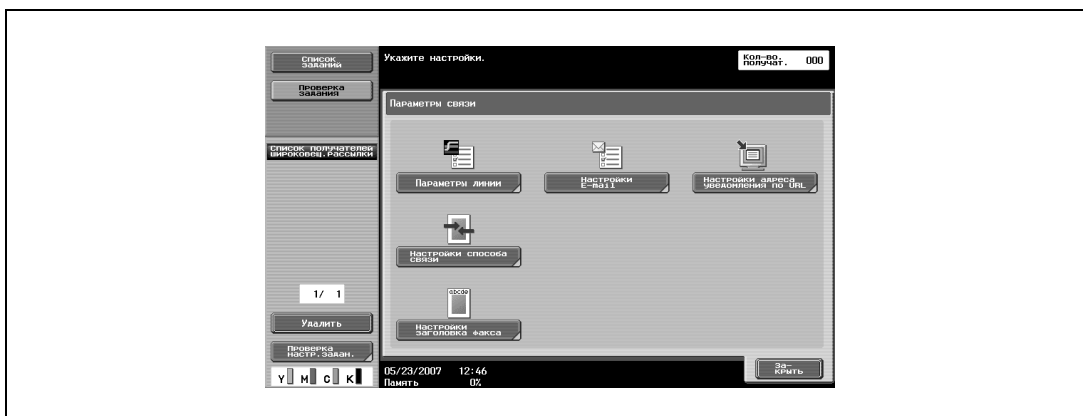 Список
заданий
Укажите настройки.
Кол-во.
получат.
000
Проверка
задания
Параметры связи
Список получателей
широковещ.рассылки
Параметры линии
Настройки
E-mail
Настройки адреса
уведомления по URL
Настройки способа
связи
abcde
1/ 1
Настройки
заголовка факса
Удалить
Проверка
настр.задан.
За-
крыть
05/23/2007 12:46
Память 0%
Y M C K